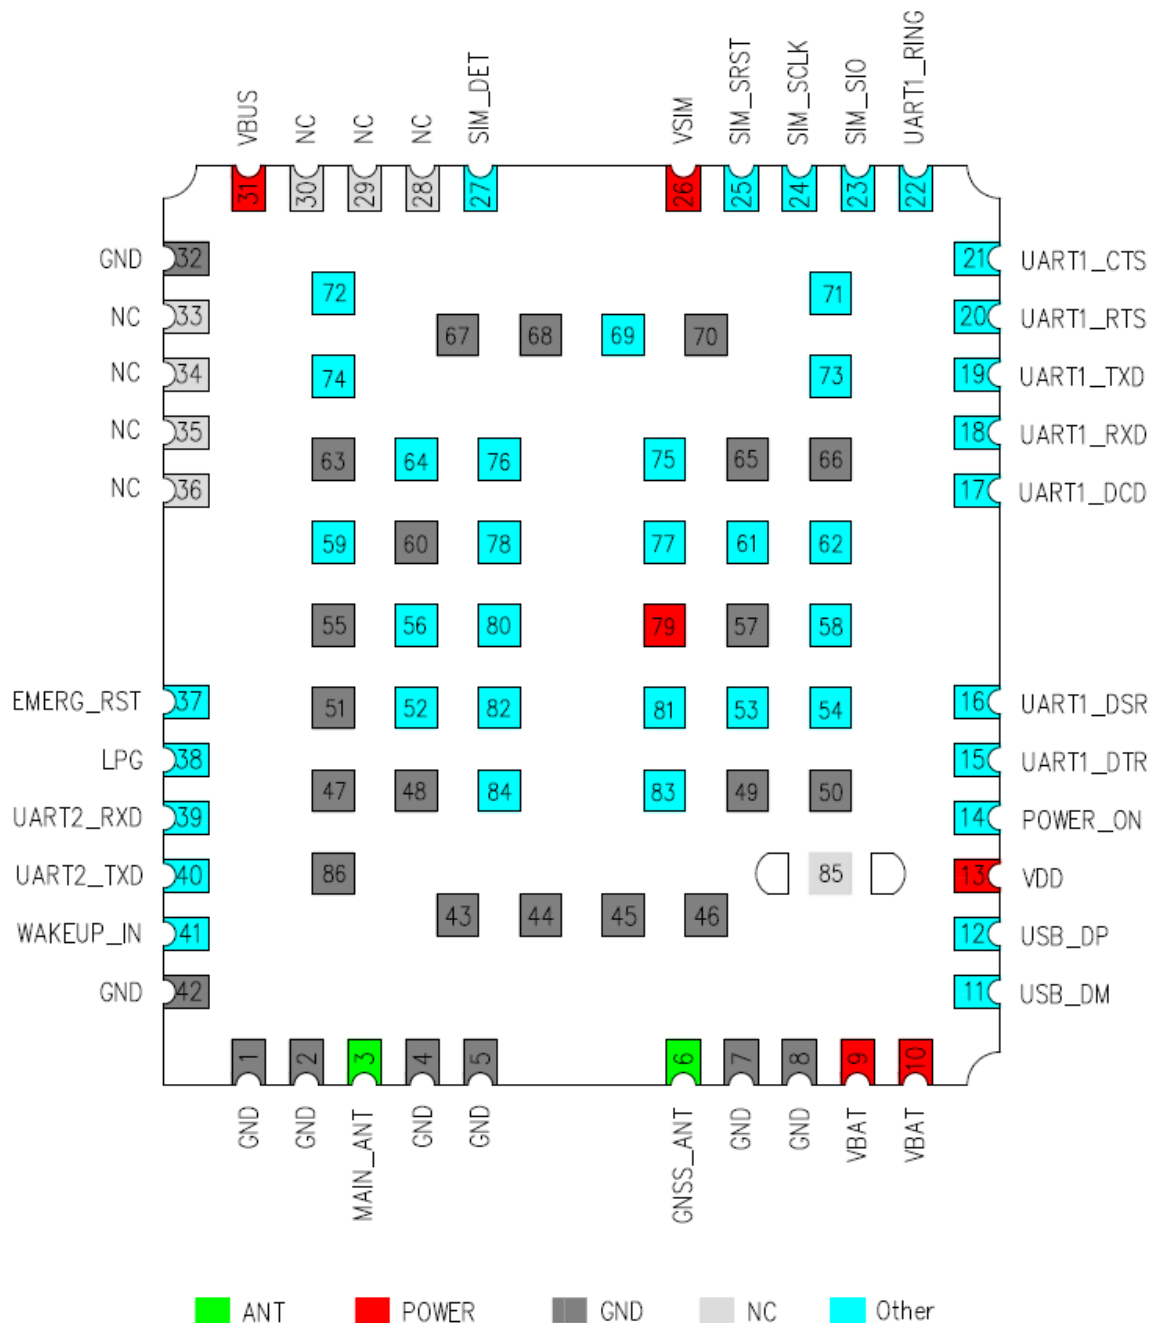 VBUS NC NC NC SIM_DET VSIM SIM_SRST SIM_SCLK SIM_SIO UART1_RING
31 30 29 28 27 26 25 24 23 22
GND 32 21 UART1_CTS
72 71
NC 33 20 UART1_RTS
67 68 69 70
NC 34 74 73 19 UART1_TXD
NC 35 18 UART1_RXD
63 64 76 75 65 66
NC 36 17 UART1_DCD
59 60 78 77 61 62
55 56 80 79 57 58
EMERG_RST 37 16 UART1_DSR
51 52 82 81 53 54
LPG 38 15 UART1_DTR
47 48 84 83 49 50
UART2_RXD 39 14 POWER_ON
UART2_TXD 40 86 85 13 VDD
43 44 45 46
WAKEUP_IN 41 12 USB_DP
GND 42 11 USB_DM
1 2 3 4 5 6 7 8 9 10
GND GND MAIN_ANT GND GND GNSS_ANT GND GND VBAT VBAT
ANT POWER GND NC Other